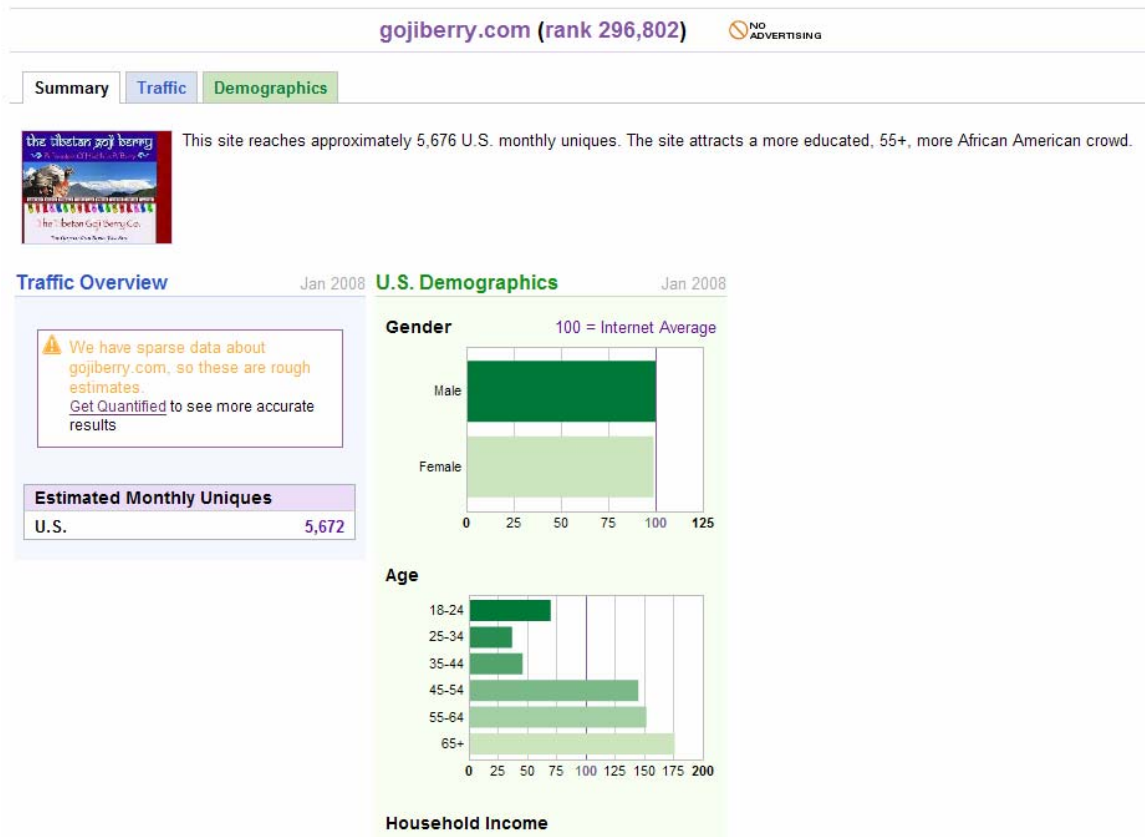 gojiberry.com (rank 296,802)
NO
ADVERTISING
Summary
Traffic
Demographics
the tibetan goji berry
This site reaches approximately 5,676 U.S. monthly uniques. The site attracts a more educated, 55+, more African American crowd.
The Tibetan Goji Berry Co.
Traffic Overview
Jan 2008
We have sparse data about
gojiberry.com, so these are rough
estimates.
Get Quantified to see more accurate
results
Estimated Monthly Uniques
U.S. 5,672
U.S. Demographics
Jan 2008
Gender
100 = Internet Average
Male
Female
0 25 50 75 100 125
Age
18-24
25-34
35-44
45-54
55-64
65+
0 25 50 75 100 125 150 175 200
Household Income